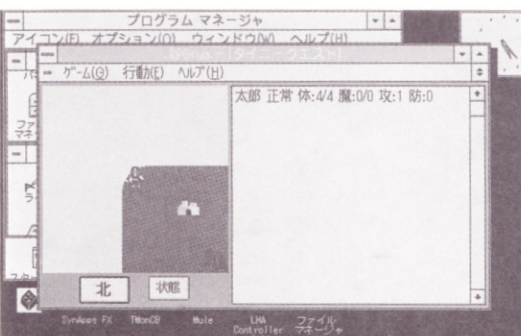 プログラム マネージャ
アイコン(F) オプション(O) ウィンドウ(W) ヘルプ(H)
ゲーム(G) 行動(E) ヘルプ(H)
太郎 正常 体:4/4 魔:0/0 攻:1 防:0
北
状態
SynApps FX
TMonCB
Mule
LHA Controller
ファイル マネージャ